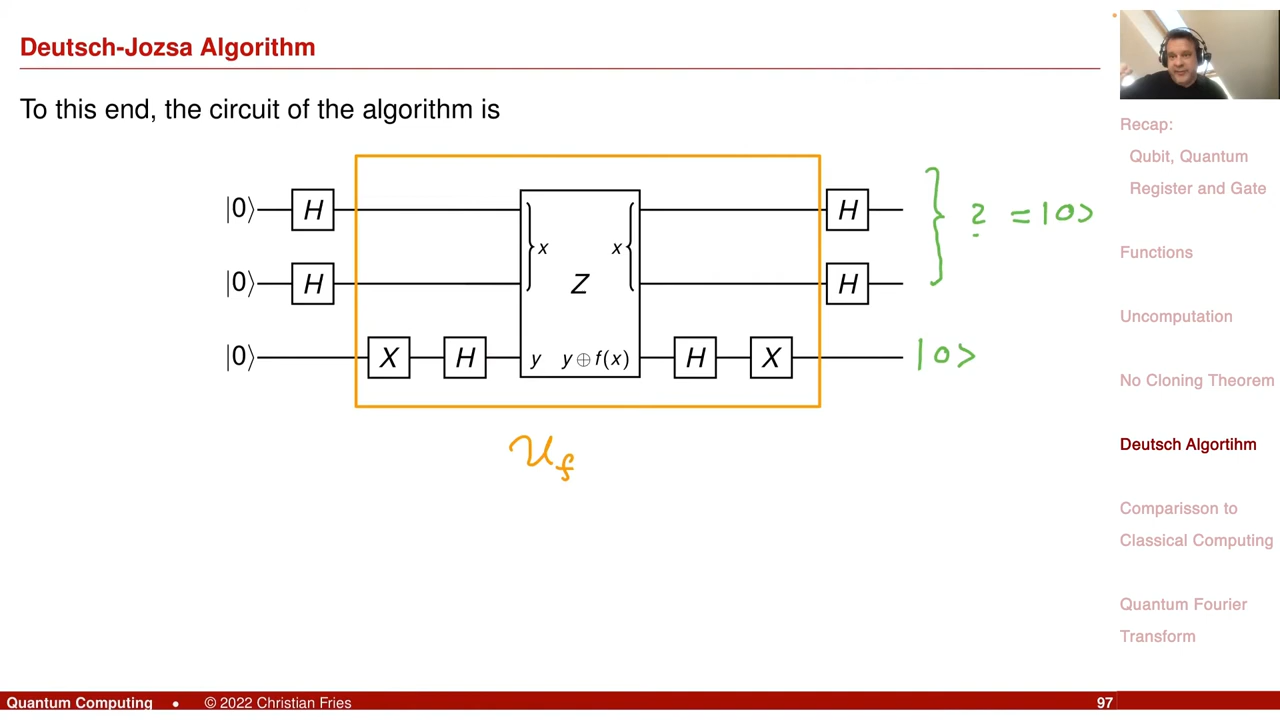 Deutsch-Jozsa Algorithm
To this end, the circuit of the algorithm is
|0⟩ H H } ? = |0>
} x x {
|0⟩ H Z H
|0⟩ X H y y ⊕ f(x) H X |0>
U_f
Recap:
Qubit, Quantum
Register and Gate
Functions
Uncomputation
No Cloning Theorem
Deutsch Algortihm
Comparisson to
Classical Computing
Quantum Fourier
Transform
Quantum Computing • © 2022 Christian Fries 97